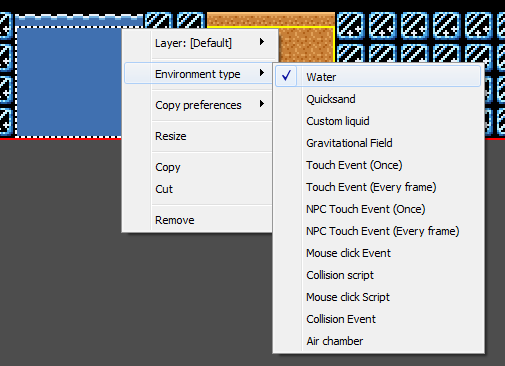 Layer: [Default]
Environment type
Copy preferences
Resize
Copy
Cut
Remove
Water
Quicksand
Custom liquid
Gravitational Field
Touch Event (Once)
Touch Event (Every frame)
NPC Touch Event (Once)
NPC Touch Event (Every frame)
Mouse click Event
Collision script
Mouse click Script
Collision Event
Air chamber